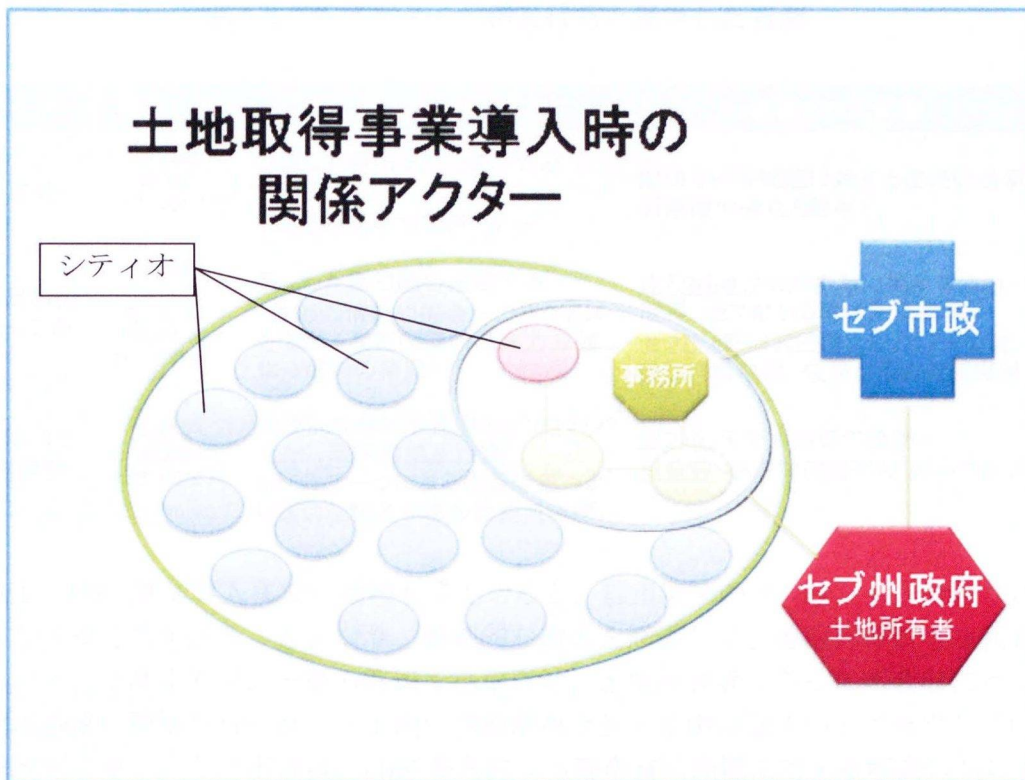 土地取得事業導入時の
関係アクター
シティオ
セブ市政
事務所
セブ州政府
土地所有者